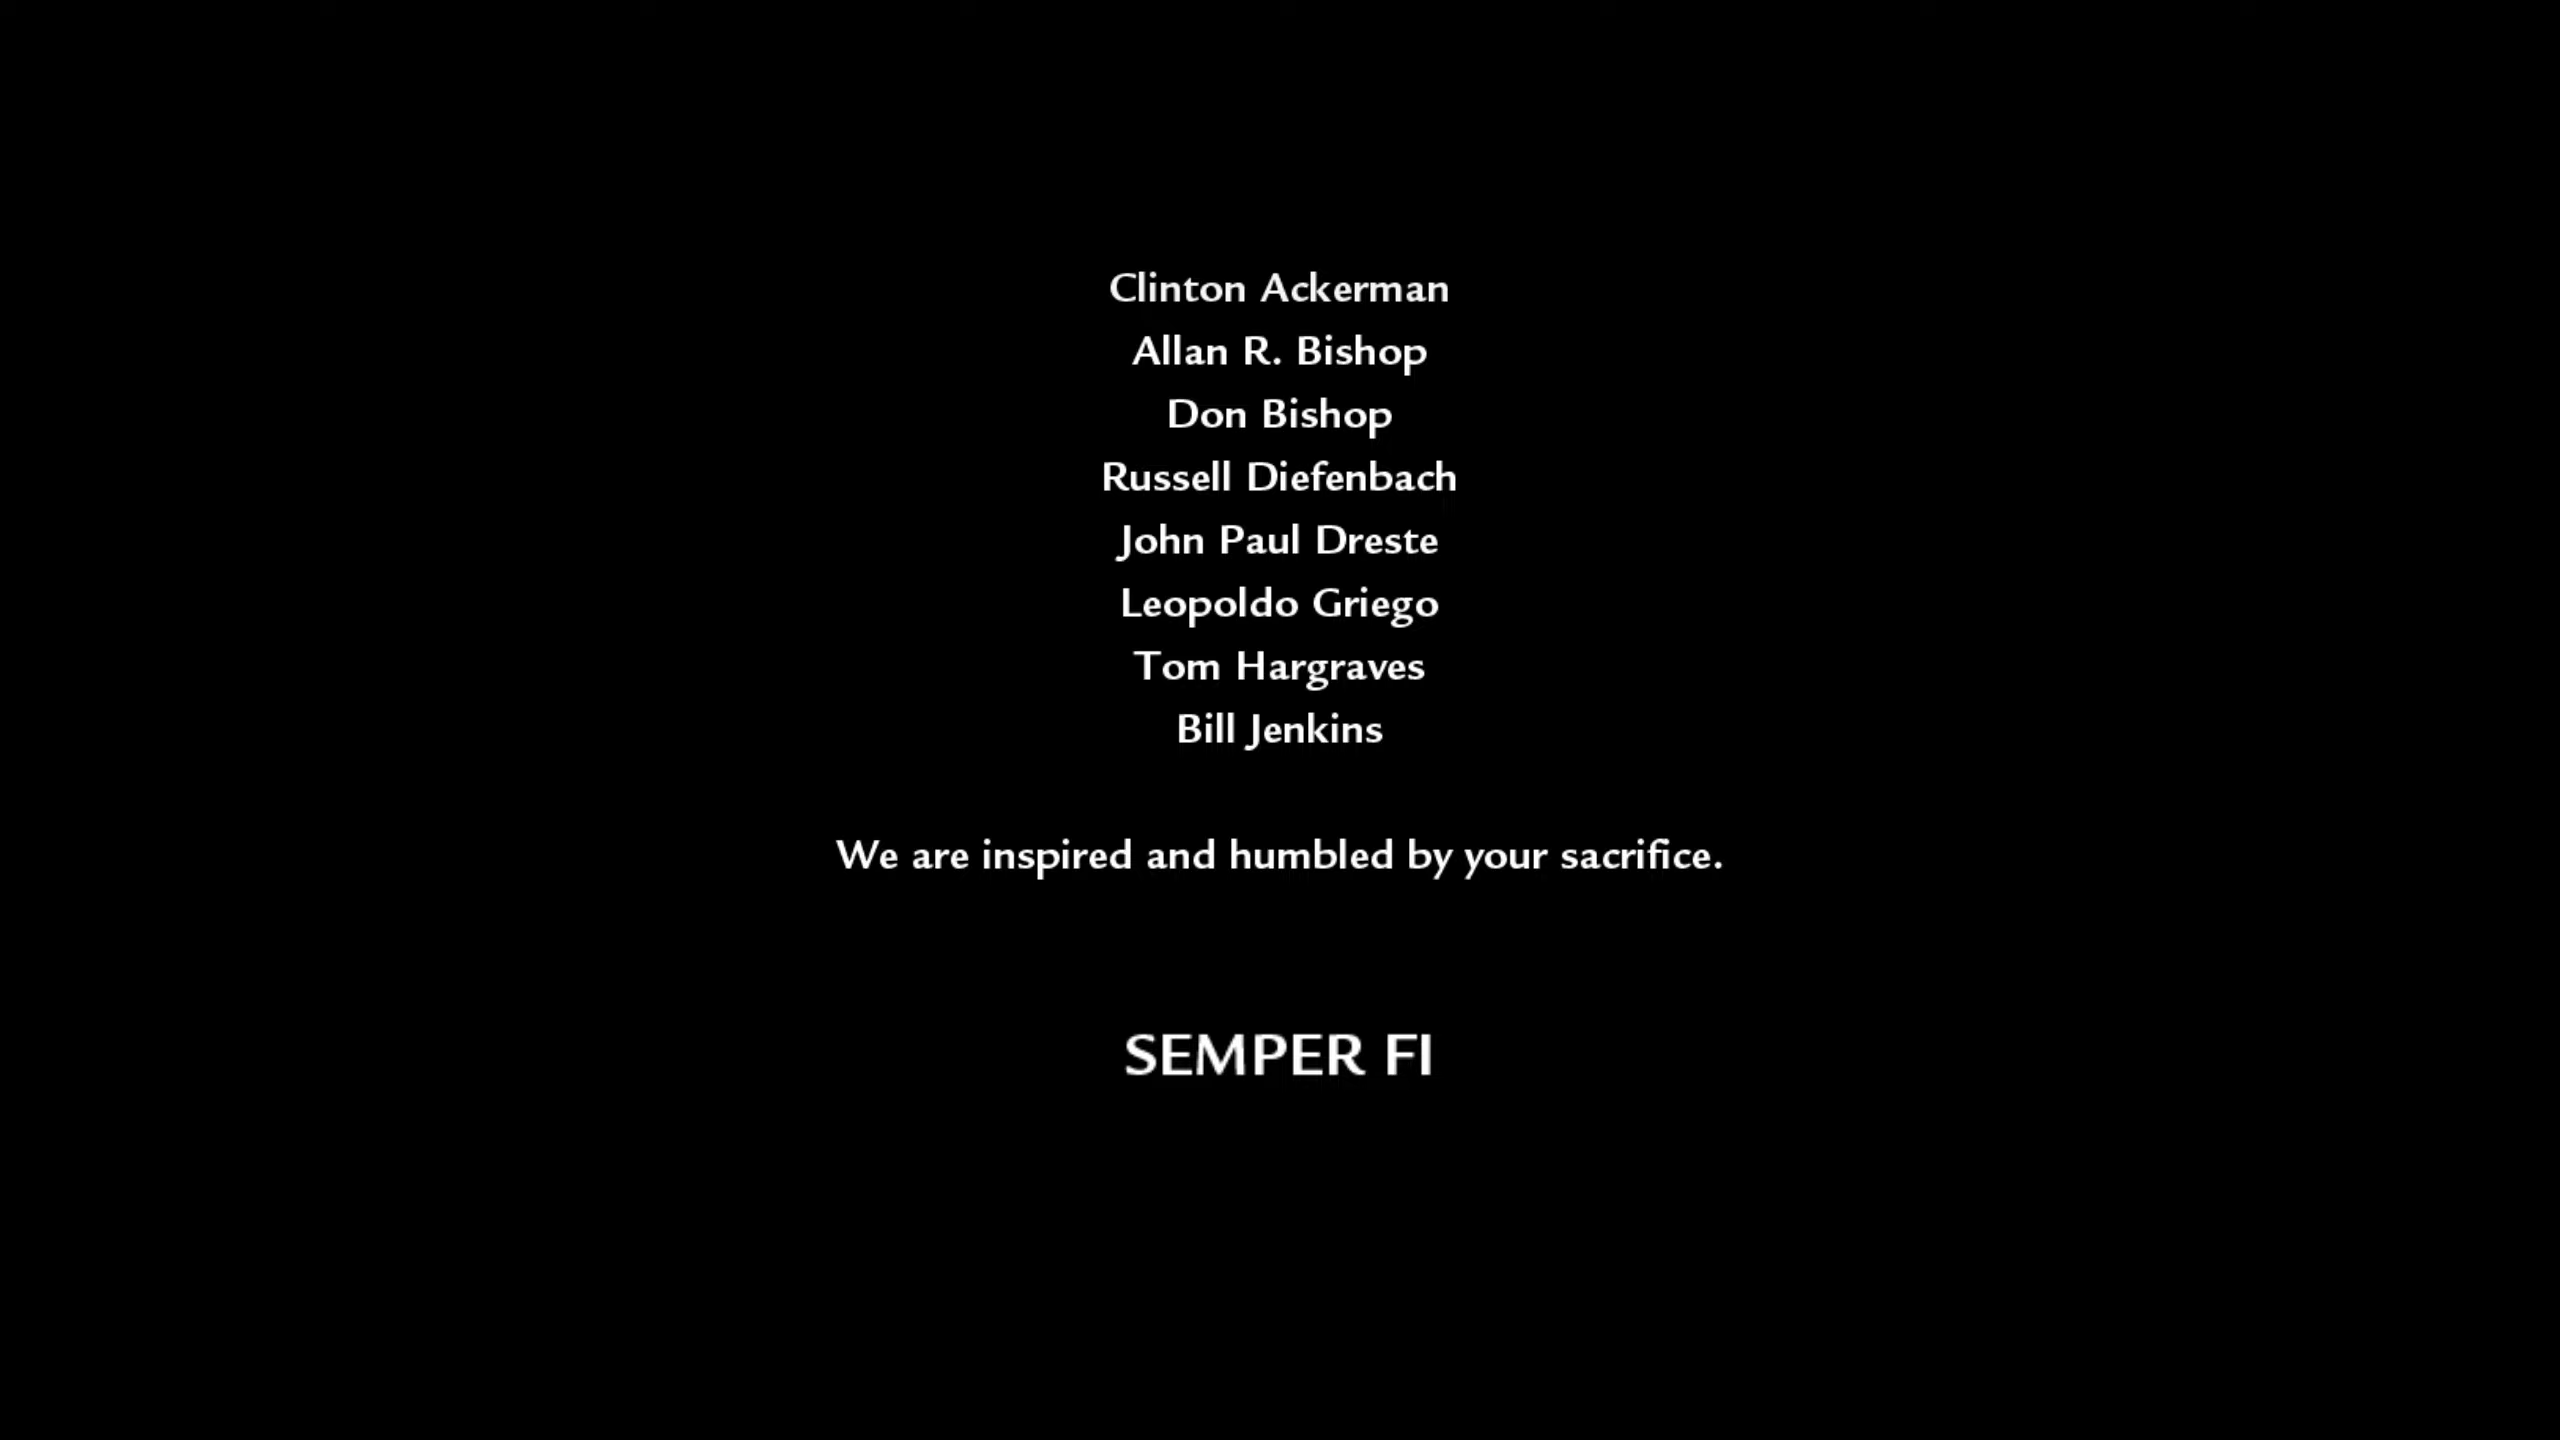 Clinton Ackerman
Allan R. Bishop
Don Bishop
Russell Diefenbach
John Paul Dreste
Leopoldo Griego
Tom Hargraves
Bill Jenkins
We are inspired and humbled by your sacrifice.
SEMPER FI